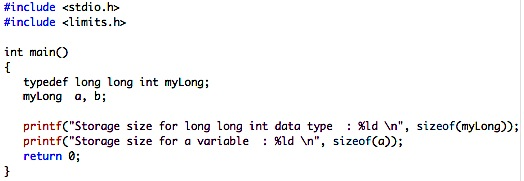 #include <stdio.h>
#include <limits.h>
int main()
{
typedef long long int myLong;
myLong a, b;
printf("Storage size for long long int data type : %ld \n", sizeof(myLong));
printf("Storage size for a variable : %ld \n", sizeof(a));
return 0;
}